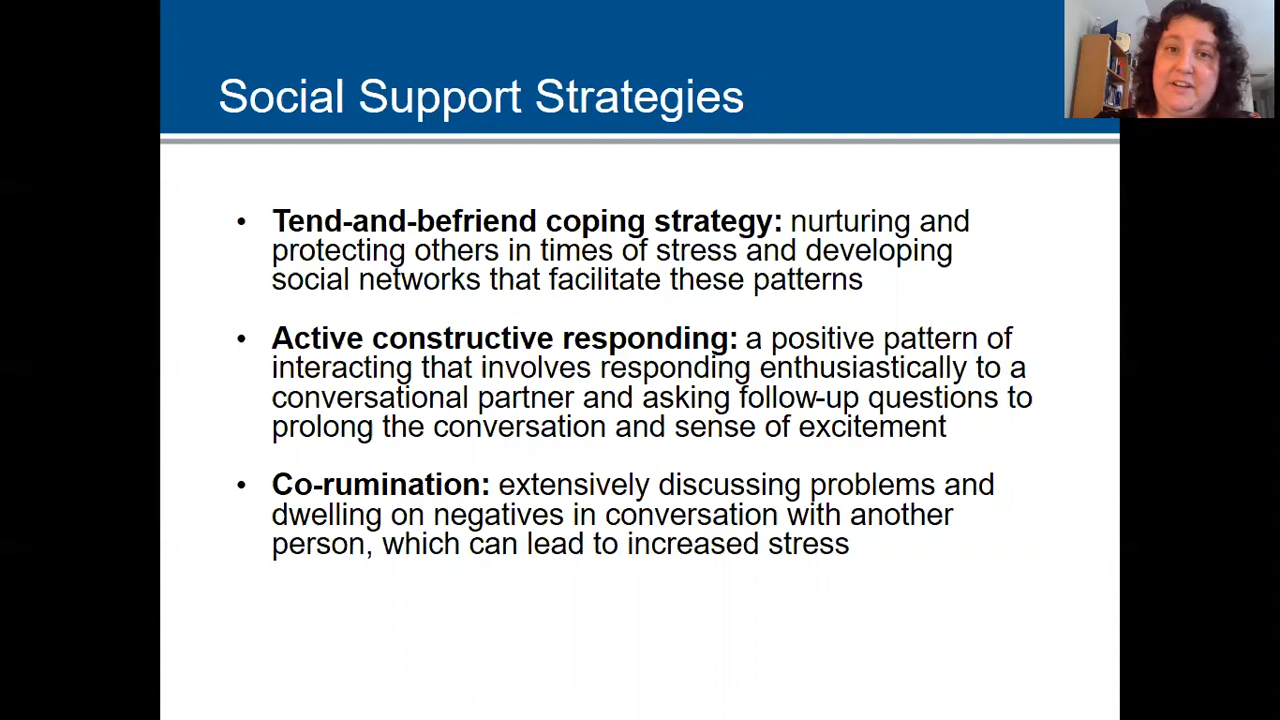 Social Support Strategies
• Tend-and-befriend coping strategy: nurturing and
protecting others in times of stress and developing
social networks that facilitate these patterns
• Active constructive responding: a positive pattern of
interacting that involves responding enthusiastically to a
conversational partner and asking follow-up questions to
prolong the conversation and sense of excitement
• Co-rumination: extensively discussing problems and
dwelling on negatives in conversation with another
person, which can lead to increased stress